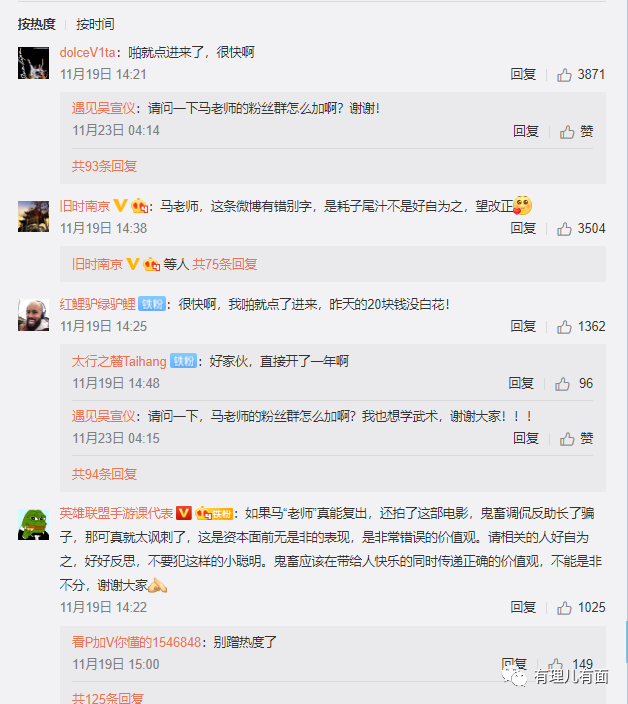 按热度 按时间
dolceV1ta：啪就点进来了，很快啊
11月19日 14:21 回复 3871
遇见吴宣仪：请问一下马老师的粉丝群怎么加啊？谢谢！
11月23日 04:14 回复 赞
共93条回复
旧时南京：马老师，这条微博有错别字，是耗子尾汁不是好自为之，望改正
11月19日 14:38 回复 3504
旧时南京 等人 共75条回复
红鲤驴绿驴鲤 铁粉：很快啊，我啪就点了进来，昨天的20块钱没白花！
11月19日 14:25 回复 1362
太行之麓Taihang 铁粉：好家伙，直接开了一年啊
11月19日 14:48 回复 96
遇见吴宣仪：请问一下，马老师的粉丝群怎么加啊？我也想学武术，谢谢大家！！！
11月23日 04:15 回复 赞
共94条回复
英雄联盟手游课代表 铁粉：如果马“老师”真能复出，还拍了这部电影，鬼畜调侃反助长了骗
子，那可真就太讽刺了，这是资本面前无是非的表现，是非常错误的价值观。请相关的人好自为
之，好好反思，不要犯这样的小聪明。鬼畜应该在带给人快乐的同时传递正确的价值观，不能是非
不分，谢谢大家
11月19日 14:22 回复 1025
看P加V你懂的1546848：别蹭热度了
11月19日 15:00 回复 149
有理儿有面
共125条回复